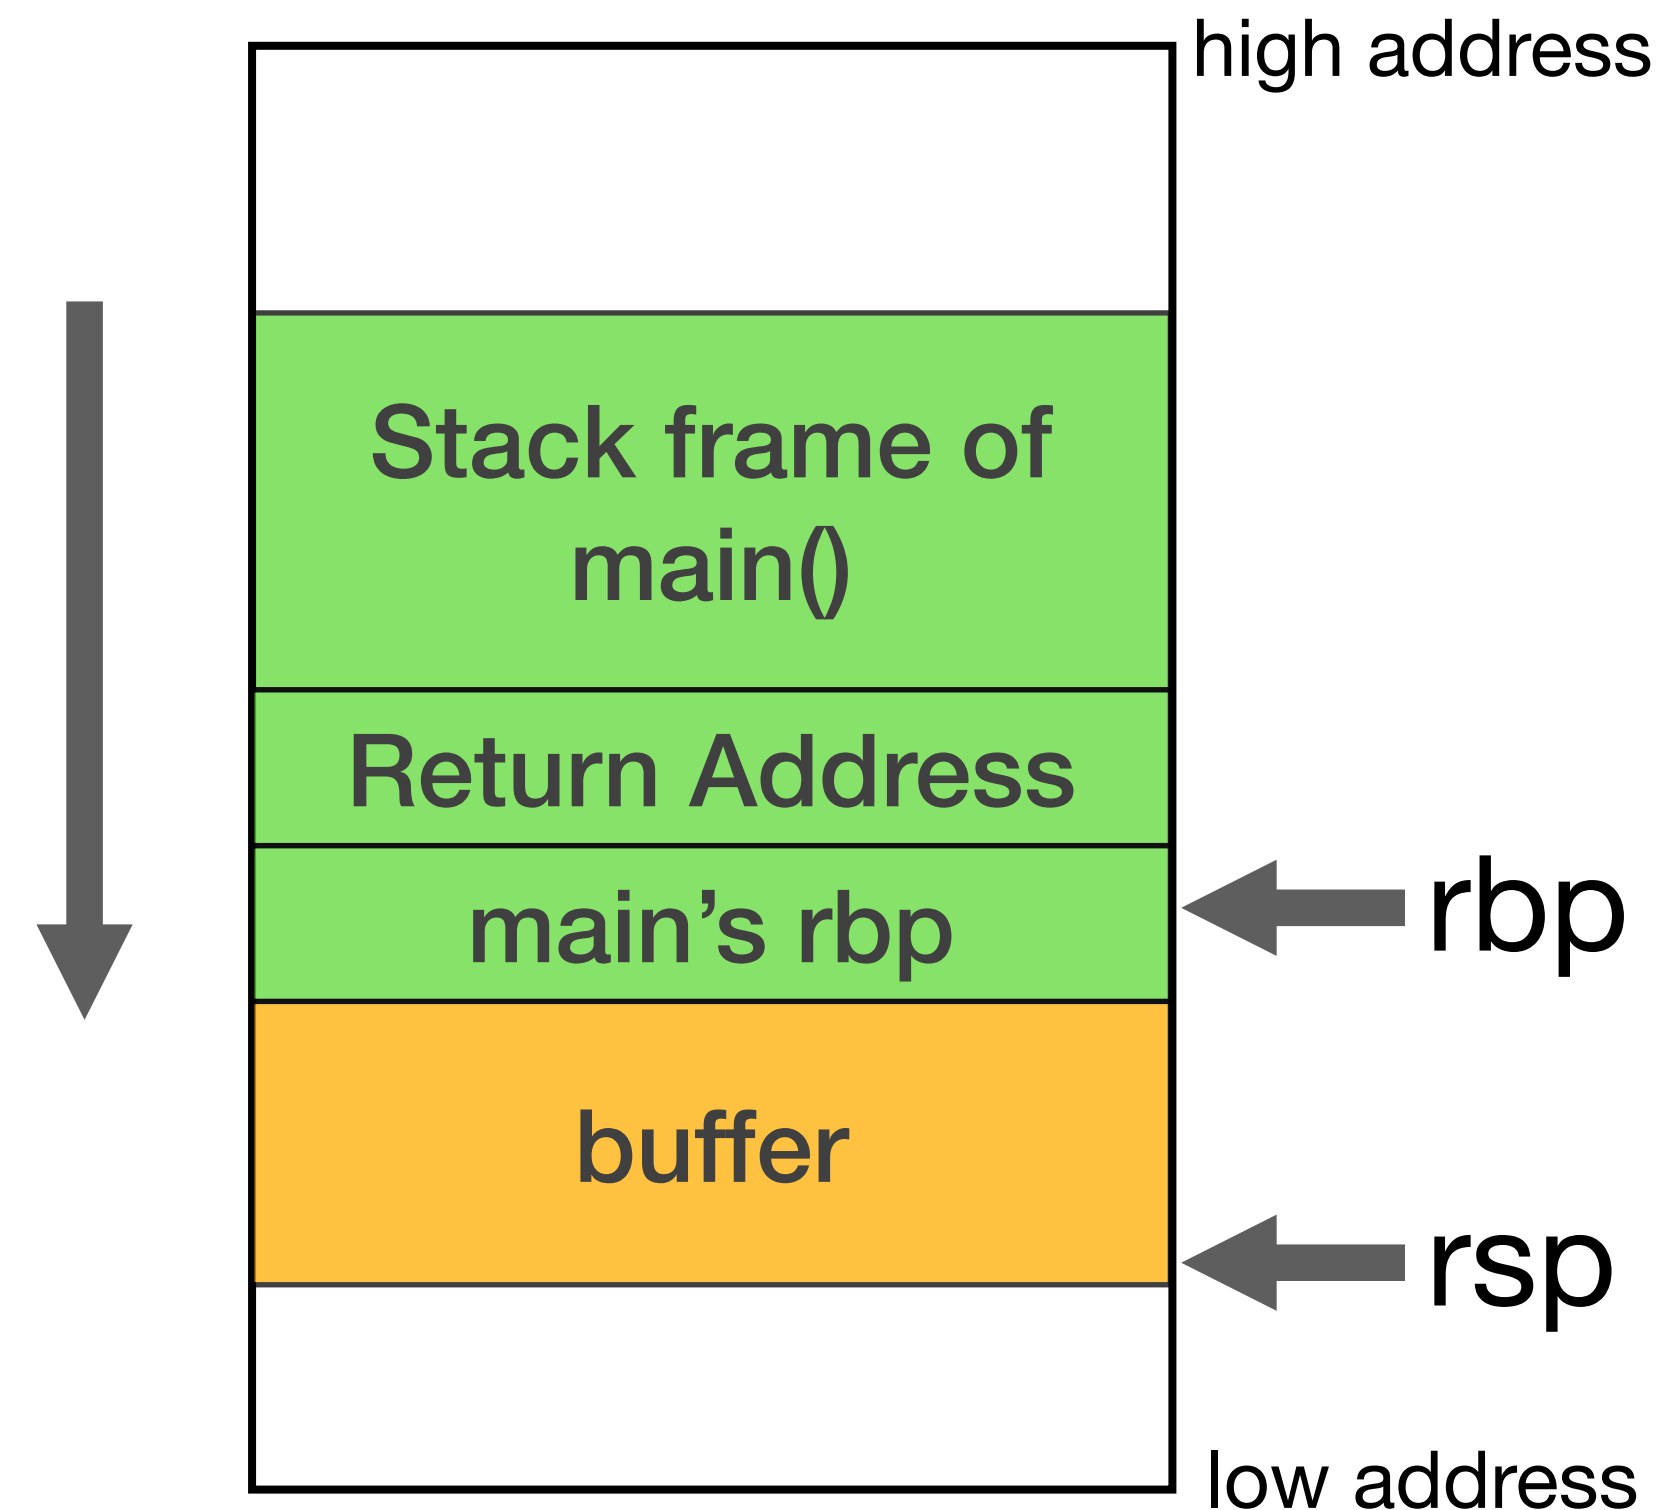 high address
Stack frame of
main()
Return Address
main’s rbp
rbp
buffer
rsp
low address